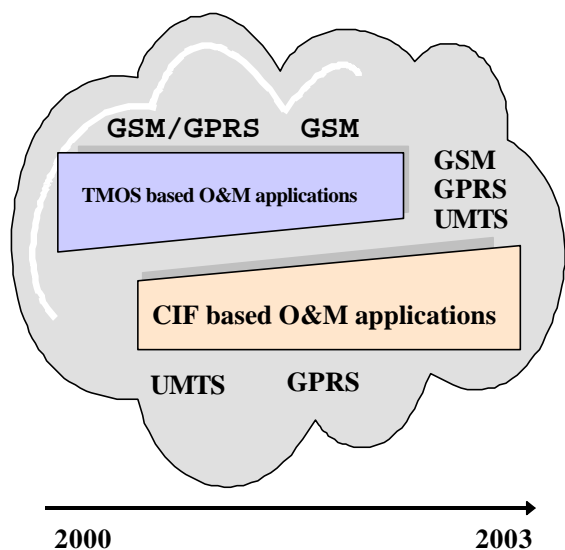 GSM/GPRS GSM
GSM
GPRS
UMTS
TMOS based O&M applications
CIF based O&M applications
UMTS GPRS
2000 2003